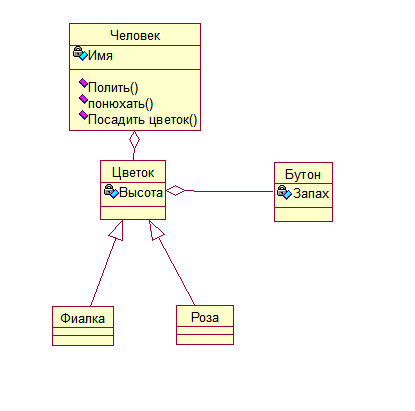 Человек
Имя
Полить()
понюхать()
Посадить цветок()
Цветок
Высота
Бутон
Запах
Фиалка
Роза